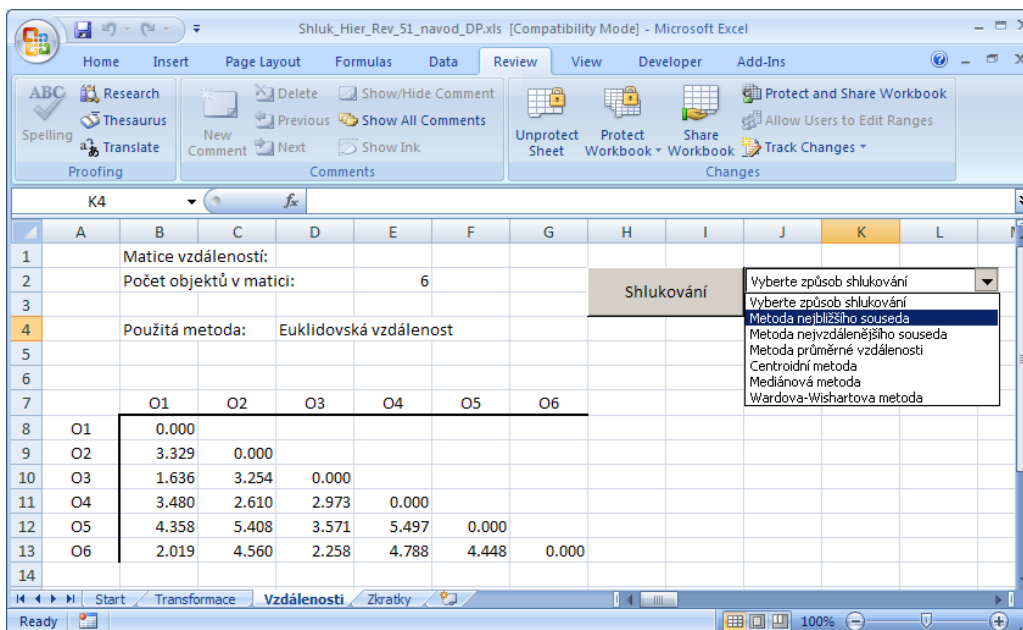 Shluk_Hier_Rev_51_navod_DP.xls [Compatibility Mode] - Microsoft Excel
Home Insert Page Layout Formulas Data Review View Developer Add-Ins
ABC Spelling
Research
Thesaurus
Translate
Proofing
New Comment
Delete
Previous
Next
Show/Hide Comment
Show All Comments
Show Ink
Comments
Unprotect Sheet
Protect Workbook
Share Workbook
Protect and Share Workbook
Allow Users to Edit Ranges
Track Changes
Changes
K4 fx
A B C D E F G H I J K L
1 Matice vzdáleností:
2 Počet objektů v matici: 6
Shlukování
Vyberte způsob shlukování
Vyberte způsob shlukování
Metoda nejbližšího souseda
Metoda nejvzdálenějšího souseda
Metoda průměrné vzdálenosti
Centroidní metoda
Mediánová metoda
Wardova-Wishartova metoda
3
4 Použitá metoda: Euklidovská vzdálenost
5
6
7 O1 O2 O3 O4 O5 O6
8 O1 0.000
9 O2 3.329 0.000
10 O3 1.636 3.254 0.000
11 O4 3.480 2.610 2.973 0.000
12 O5 4.358 5.408 3.571 5.497 0.000
13 O6 2.019 4.560 2.258 4.788 4.448 0.000
14
Start Transformace Vzdálenosti Zkratky
Ready 100%